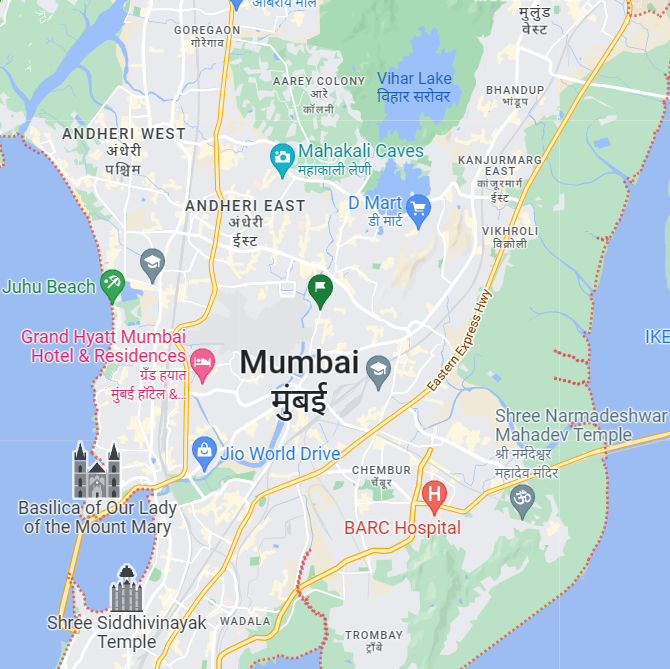 ओबेरॉय मॉल
मुलुंड
वेस्ट
GOREGAON
गोरेगाव
AAREY COLONY
आरे
कॉलनी
Vihar Lake
विहार सरोवर
BHANDUP
भांडूप
ANDHERI WEST
अंधेरी
पश्चिम
Mahakali Caves
महाकाली लेणी
KANJURMARG
EAST
कांजूरमार्ग
ईस्ट
ANDHERI EAST
अंधेरी
ईस्ट
D Mart
डी मार्ट
VIKHROLI
विक्रोली
Juhu Beach
Eastern Express Hwy
Grand Hyatt Mumbai
Hotel & Residences
ग्रँड हयात
मुंबई हॉटेल &...
IKE
Mumbai
मुंबई
Shree Narmadeshwar
Mahadev Temple
श्री नर्मदेश्वर
महादेव मंदिर
Jio World Drive
CHEMBUR
चेंबूर
Basilica of Our Lady
of the Mount Mary
BARC Hospital
Shree Siddhivinayak
Temple
WADALA
TROMBAY
ट्राँबे